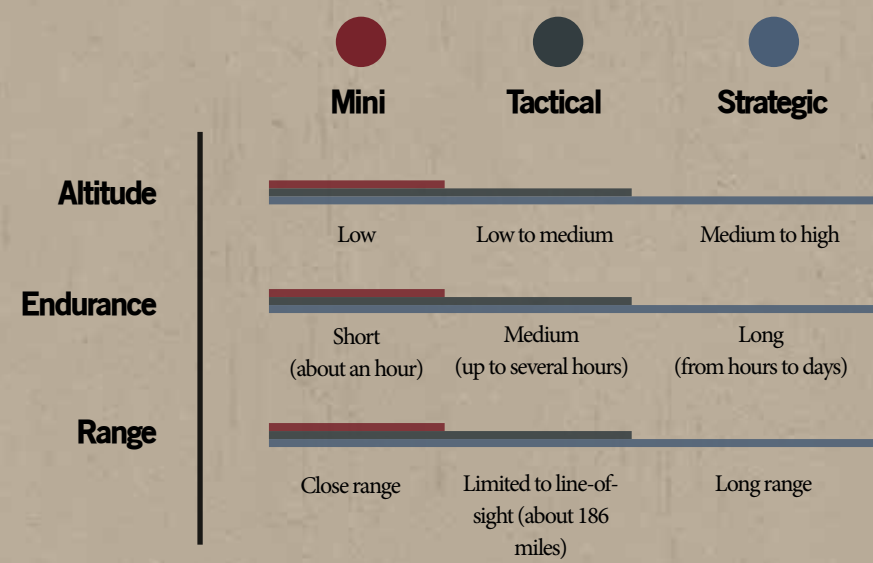 Mini
Tactical
Strategic
Altitude
Low
Low to medium
Medium to high
Endurance
Short
(about an hour)
Medium
(up to several hours)
Long
(from hours to days)
Range
Close range
Limited to line-of-
sight (about 186
miles)
Long range